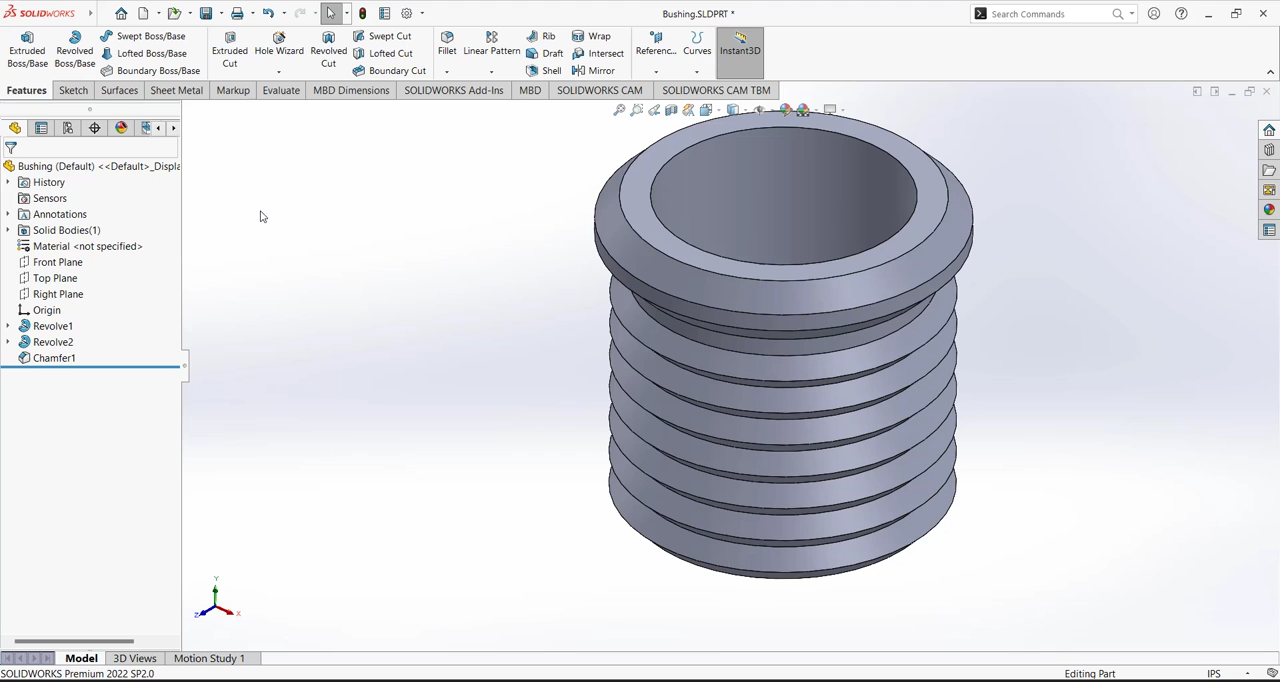 SOLIDWORKS
Bushing.SLDPRT *
Search Commands
Extruded Boss/Base
Revolved Boss/Base
Swept Boss/Base
Lofted Boss/Base
Boundary Boss/Base
Extruded Cut
Hole Wizard
Revolved Cut
Swept Cut
Lofted Cut
Boundary Cut
Fillet
Linear Pattern
Rib
Draft
Shell
Wrap
Intersect
Mirror
Referenc...
Curves
Instant3D
Features
Sketch
Surfaces
Sheet Metal
Markup
Evaluate
MBD Dimensions
SOLIDWORKS Add-Ins
MBD
SOLIDWORKS CAM
SOLIDWORKS CAM TBM
Bushing (Default) <<Default>_Displa
History
Sensors
Annotations
Solid Bodies(1)
Material <not specified>
Front Plane
Top Plane
Right Plane
Origin
Revolve1
Revolve2
Chamfer1
Y
Z
X
Model
3D Views
Motion Study 1
SOLIDWORKS Premium 2022 SP2.0
Editing Part
IPS